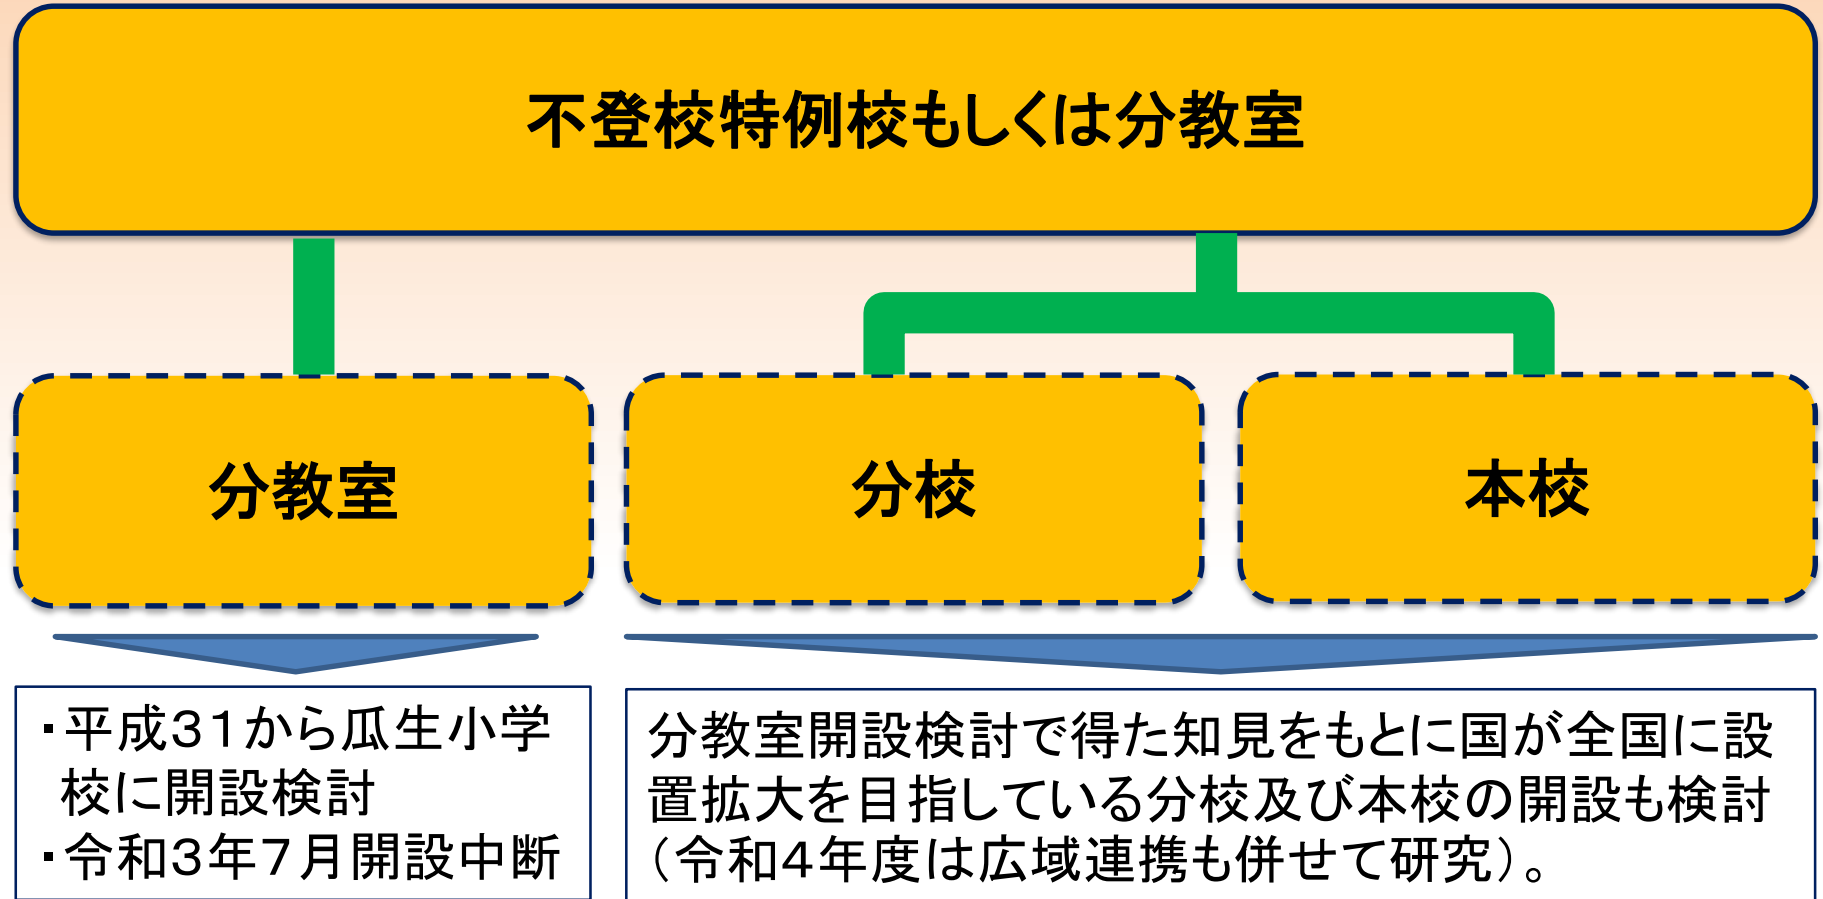 不登校特例校もしくは分教室
分教室
分校
本校
・平成31から瓜生小学
校に開設検討
・令和3年7月開設中断
分教室開設検討で得た知見をもとに国が全国に設
置拡大を目指している分校及び本校の開設も検討
(令和4年度は広域連携も併せて研究)。